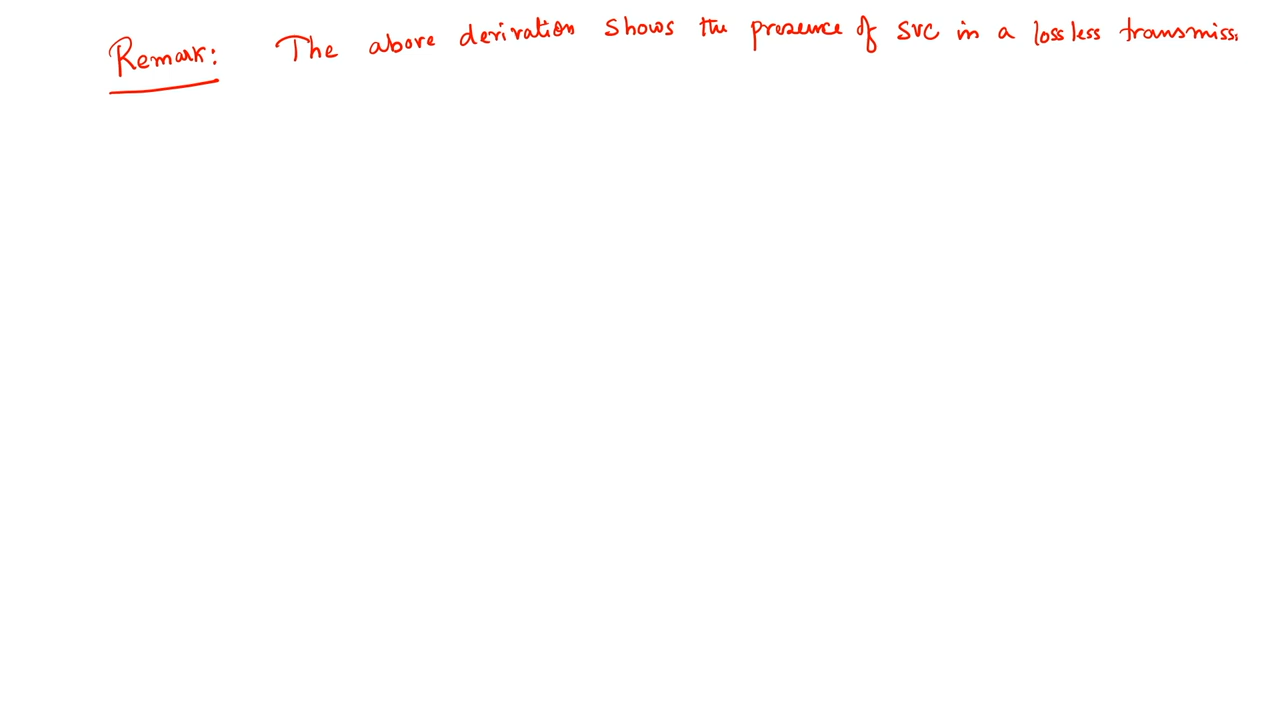 Remark: The above derivation shows the presence of SVC in a lossless transmiss